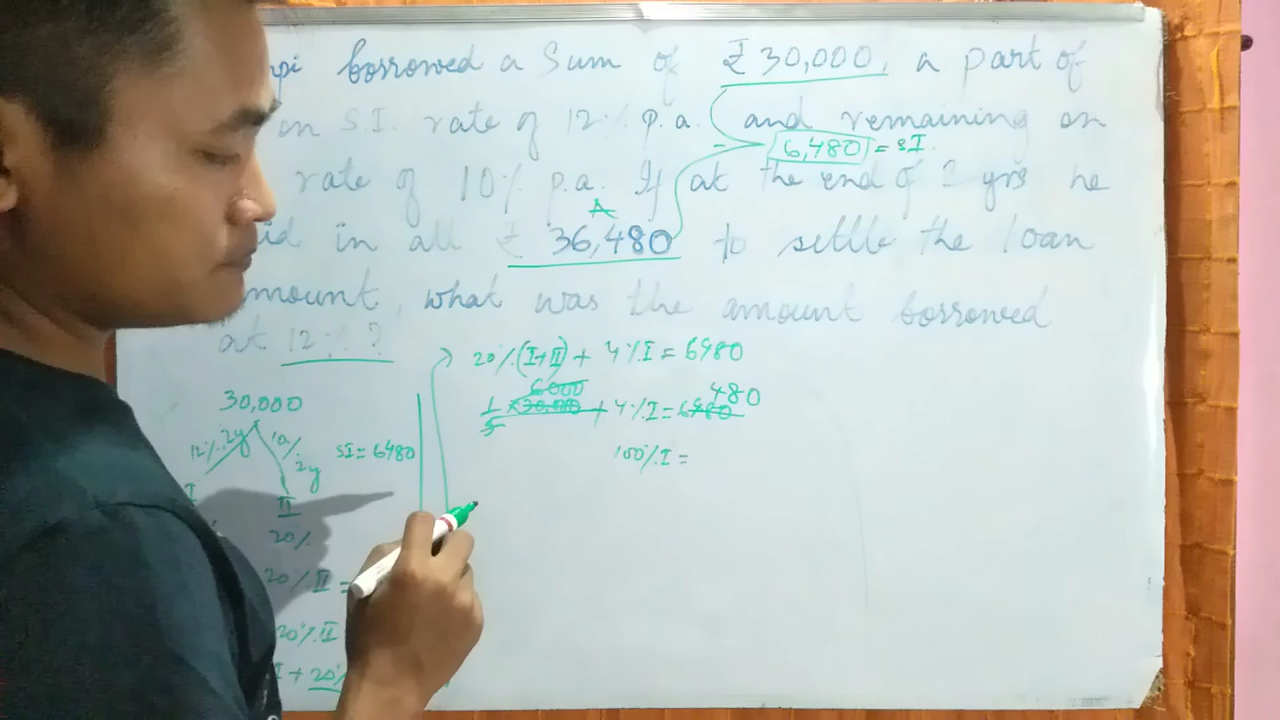 borrowed a Sum of ₹ 30,000, a part of
on S.I. rate of 12% p.a. and remaining on
6,480 = SI
rate of 10% p.a. If at the end of 2 yrs he
A
in all ₹ 36,480 to settle the loan
amount, what was the amount borrowed
at 12% ?
20%(I+II) + 4%I = 6480
6000 480
1/5 × 30,000 + 4%I = 6480
100%I =
30,000
12% 2y 10% 2y SI = 6480
I II
20%
20%II =
20%II
I + 20%